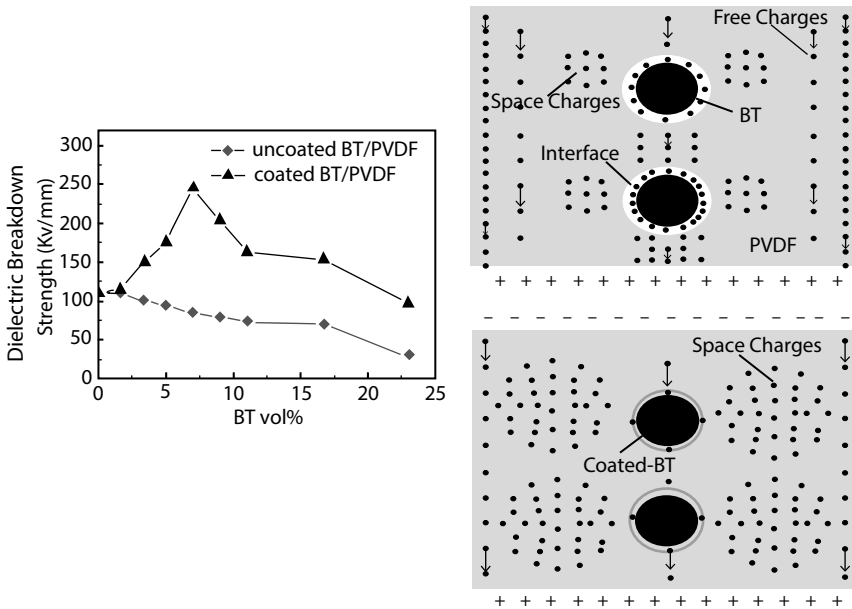 Dielectric Breakdown
Strength (Kv/mm)
300
250
200
150
100
50
0
uncoated BT/PVDF
coated BT/PVDF
0
5
10
15
20
25
BT vol%
Free Charges
Space Charges
BT
Interface
PVDF
+ + + + + + + + + + + +
– – – – – – – – – – – – –
Space Charges
Coated-BT
+ + + + + + + + + + + +